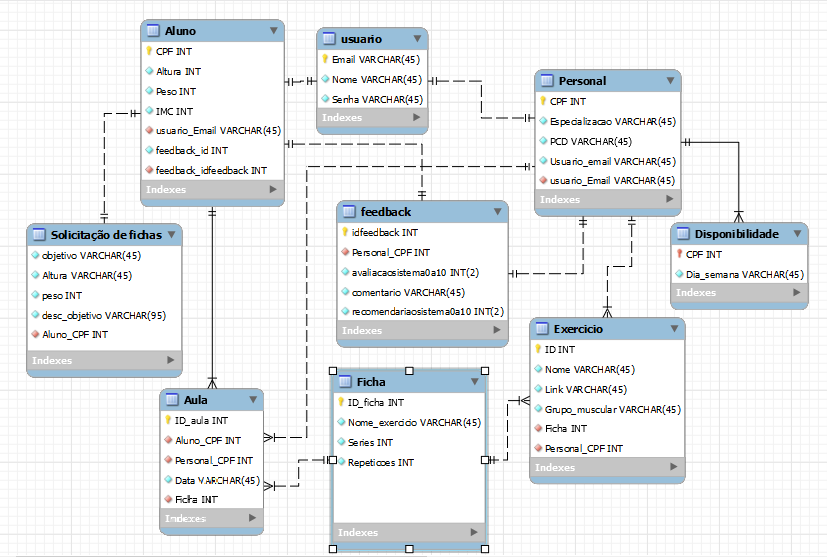 Aluno
CPF INT
Altura INT
Peso INT
IMC INT
usuario_Email VARCHAR(45)
feedback_id INT
feedback_idfeedback INT
Indexes
usuario
Email VARCHAR(45)
Nome VARCHAR(45)
Senha VARCHAR(45)
Indexes
Personal
CPF INT
Especializacao VARCHAR(45)
PCD VARCHAR(45)
Usuario_email VARCHAR(45)
usuario_Email VARCHAR(45)
Indexes
Solicitação de fichas
objetivo VARCHAR(45)
Altura VARCHAR(45)
peso INT
desc_objetivo VARCHAR(95)
Aluno_CPF INT
Indexes
feedback
idfeedback INT
Personal_CPF INT
avaliacaosistema0a10 INT(2)
comentario VARCHAR(45)
recomendariaosistema0a10 INT(2)
Indexes
Disponibilidade
CPF INT
Dia_semana VARCHAR(45)
Indexes
Exercicio
ID INT
Nome VARCHAR(45)
Link VARCHAR(45)
Grupo_muscular VARCHAR(45)
Ficha INT
Personal_CPF INT
Indexes
Aula
ID_aula INT
Aluno_CPF INT
Personal_CPF INT
Data VARCHAR(45)
Ficha INT
Indexes
Ficha
ID_ficha INT
Nome_exercicio VARCHAR(45)
Series INT
Repeticoes INT
Indexes